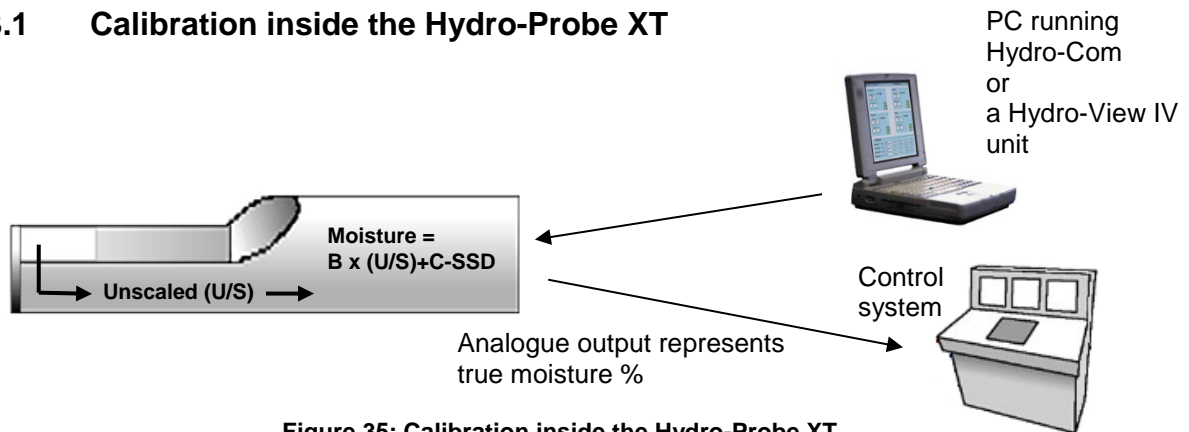 .1 Calibration inside the Hydro-Probe XT
PC running
Hydro-Com
or
a Hydro-View IV
unit
Moisture =
B x (U/S)+C-SSD
Unscaled (U/S)
Control
system
Analogue output represents
true moisture %
Figure 35: Calibration inside the Hydro-Probe XT